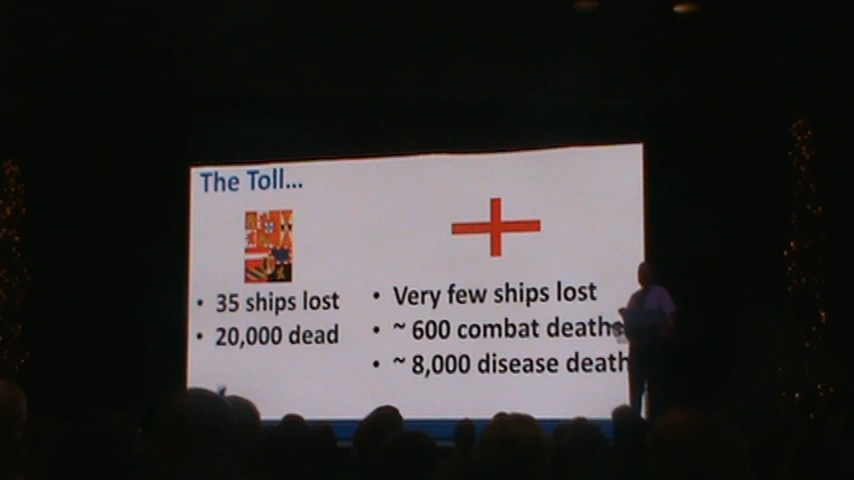 The Toll...
• 35 ships lost
• 20,000 dead
• Very few ships lost
• ~ 600 combat deaths
• ~ 8,000 disease death